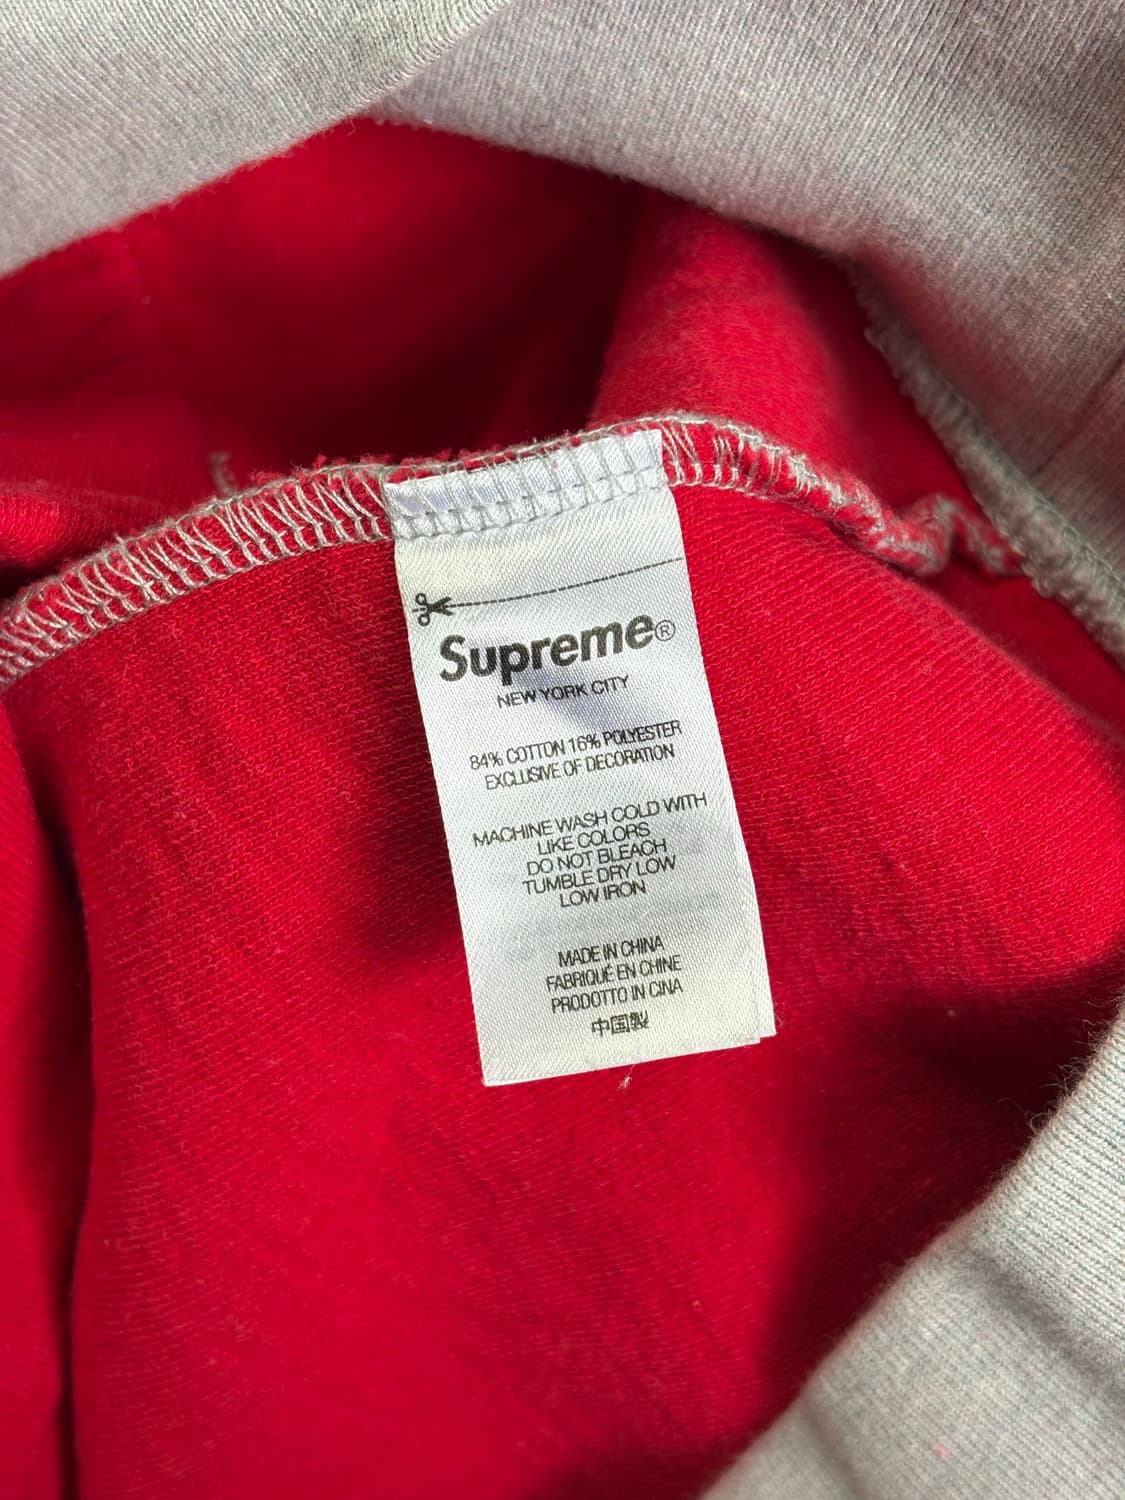 Supreme®
NEW YORK CITY
84% COTTON 16% POLYESTER
EXCLUSIVE OF DECORATION
MACHINE WASH COLD WITH
LIKE COLORS
DO NOT BLEACH
TUMBLE DRY LOW
LOW IRON
MADE IN CHINA
FABRIQUÉ EN CHINE
PRODOTTO IN CINA
中国製